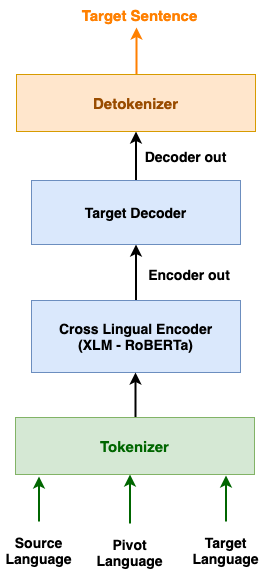 Target Sentence
Detokenizer
Decoder out
Target Decoder
Encoder out
Cross Lingual Encoder
(XLM - RoBERTa)
Tokenizer
Source
Language
Pivot
Language
Target
Language